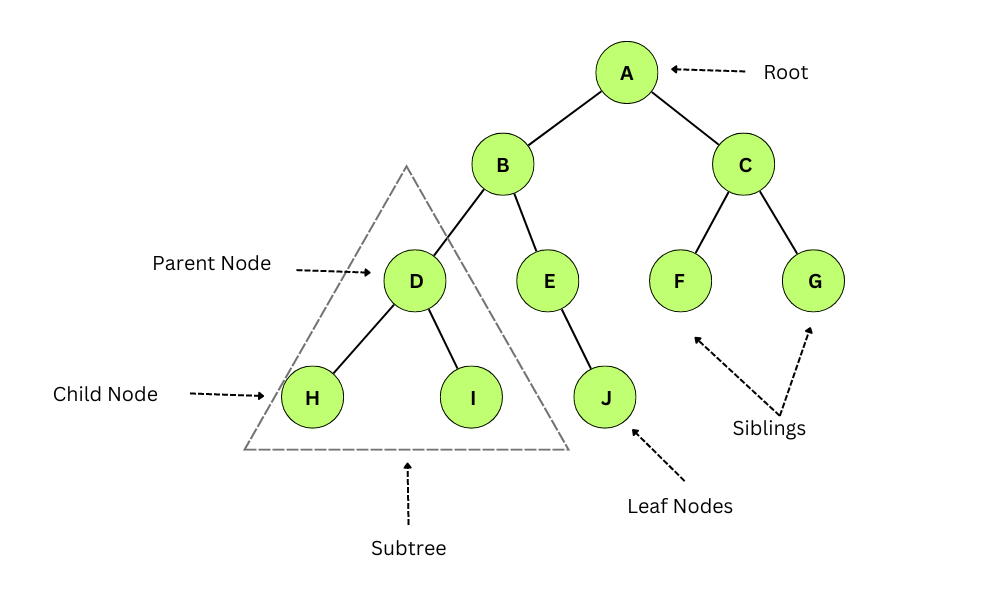 A
Root
B
C
Parent Node
D
E
F
G
Child Node
H
I
J
Siblings
Leaf Nodes
Subtree